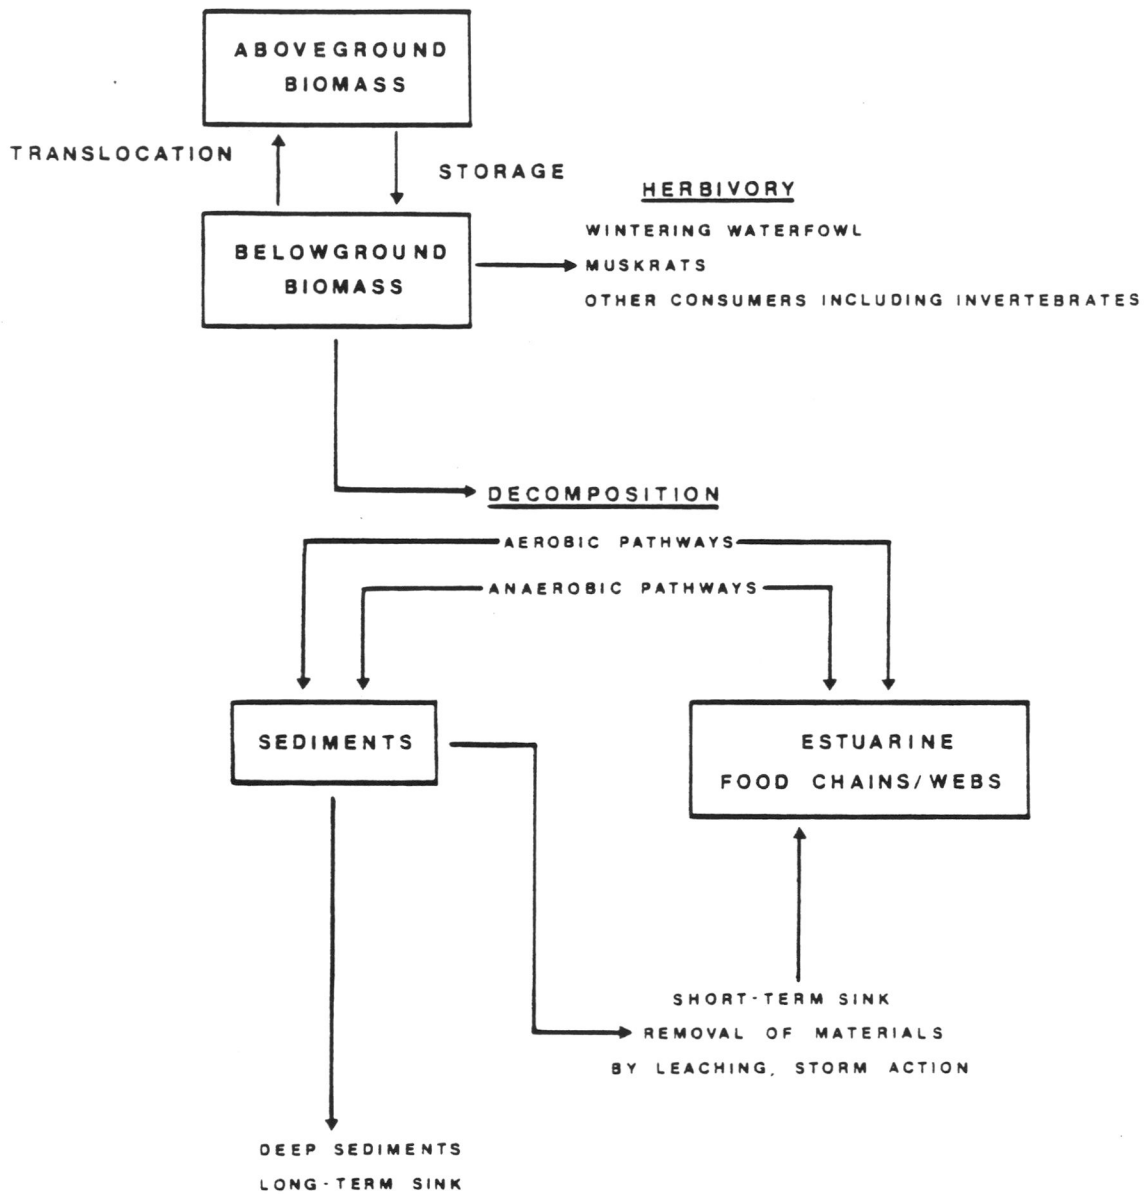 ABOVEGROUND
BIOMASS
TRANSLOCATION
STORAGE
HERBIVORY
WINTERING WATERFOWL
BELOWGROUND
BIOMASS
MUSKRATS
OTHER CONSUMERS INCLUDING INVERTEBRATES
DECOMPOSITION
AEROBIC PATHWAYS
ANAEROBIC PATHWAYS
SEDIMENTS
ESTUARINE
FOOD CHAINS/WEBS
SHORT-TERM SINK
REMOVAL OF MATERIALS
BY LEACHING, STORM ACTION
DEEP SEDIMENTS
LONG-TERM SINK